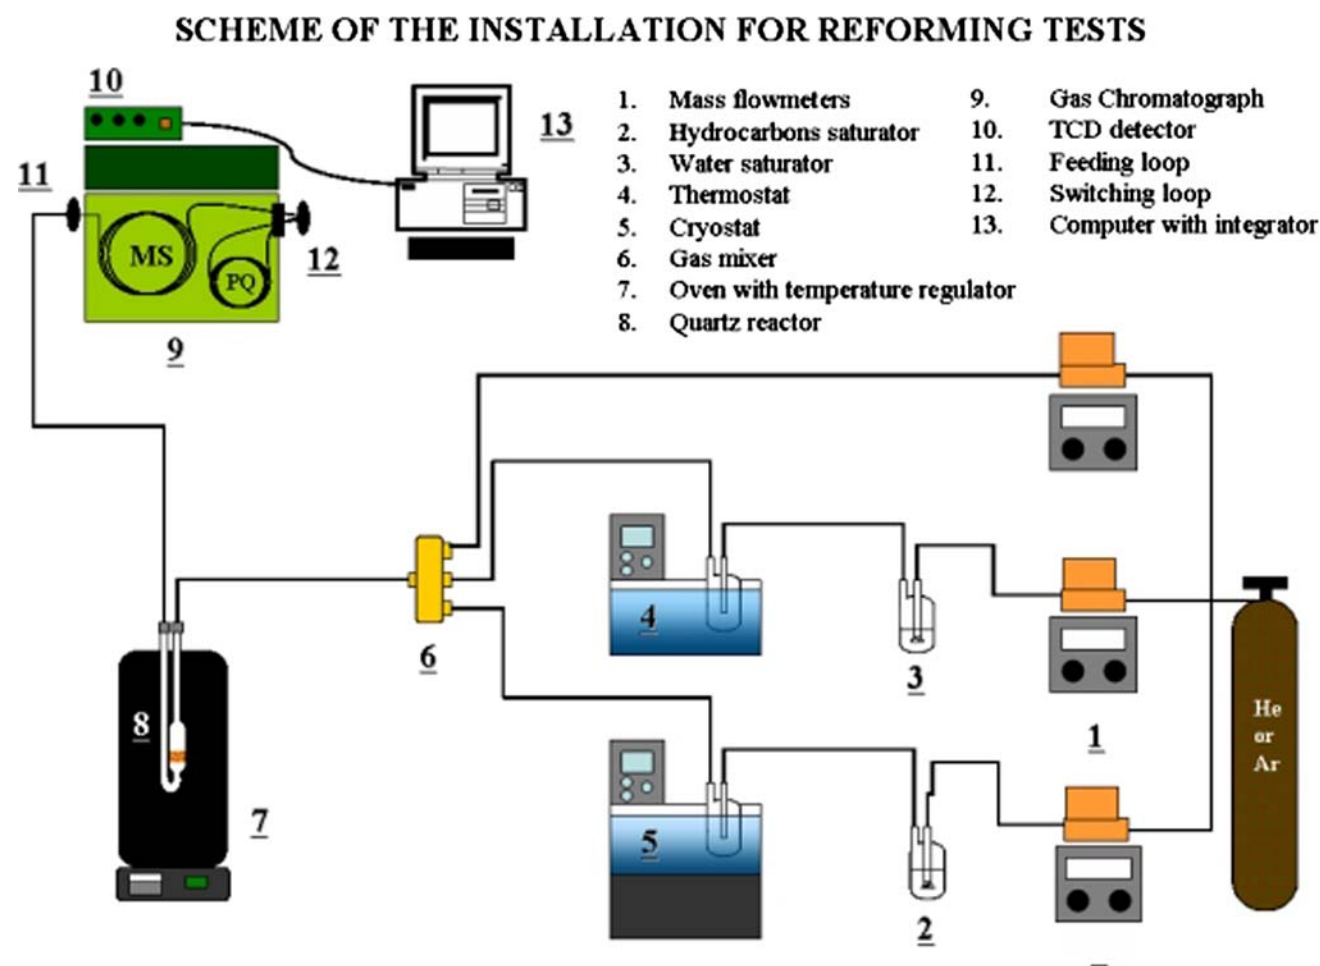 SCHEME OF THE INSTALLATION FOR REFORMING TESTS
1. Mass flowmeters
2. Hydrocarbons saturator
3. Water saturator
4. Thermostat
5. Cryostat
6. Gas mixer
7. Oven with temperature regulator
8. Quartz reactor
9. Gas Chromatograph
10. TCD detector
11. Feeding loop
12. Switching loop
13. Computer with integrator
10
13
11
MS
PQ
12
9
4
3
6
1
He
or
Ar
8
7
5
2